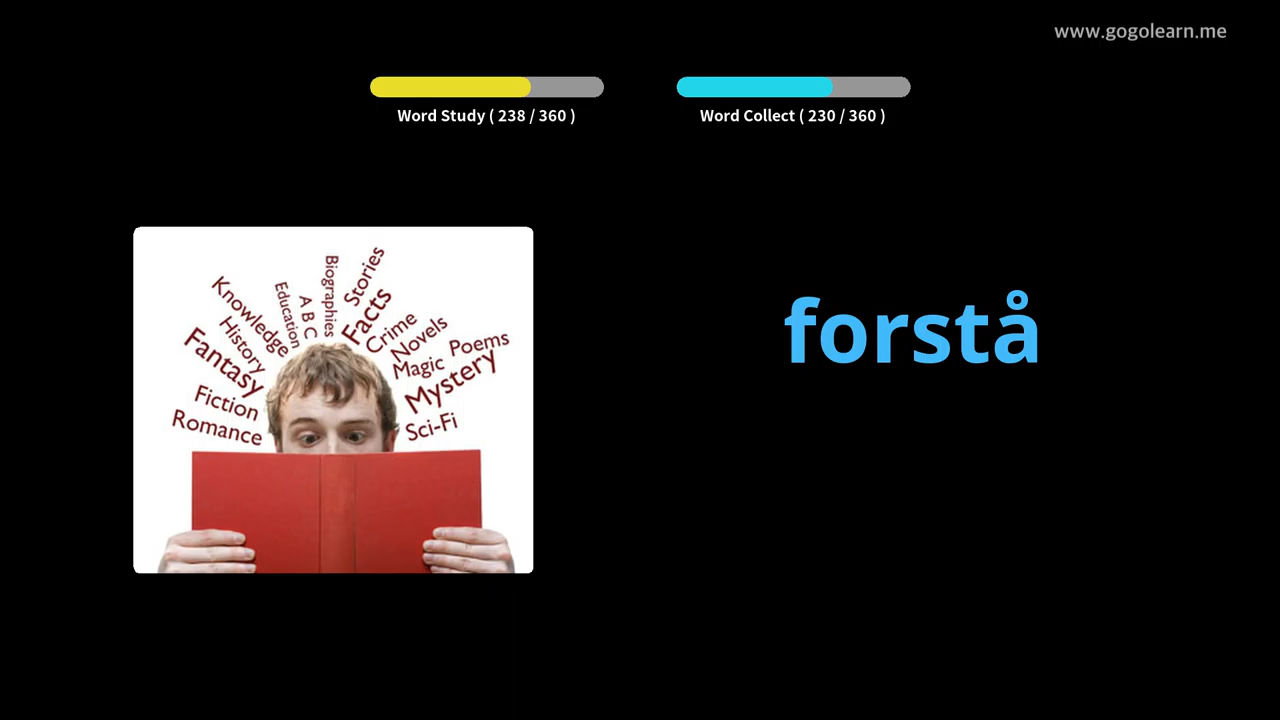 www.gogolearn.me
Word Study ( 238 / 360 )
Word Collect ( 230 / 360 )
forstå
Biographies
Stories
Education
A B C
Facts
Knowledge
History
Crime
Novels
Poems
Fantasy
Magic
Mystery
Fiction
Romance
Sci-Fi